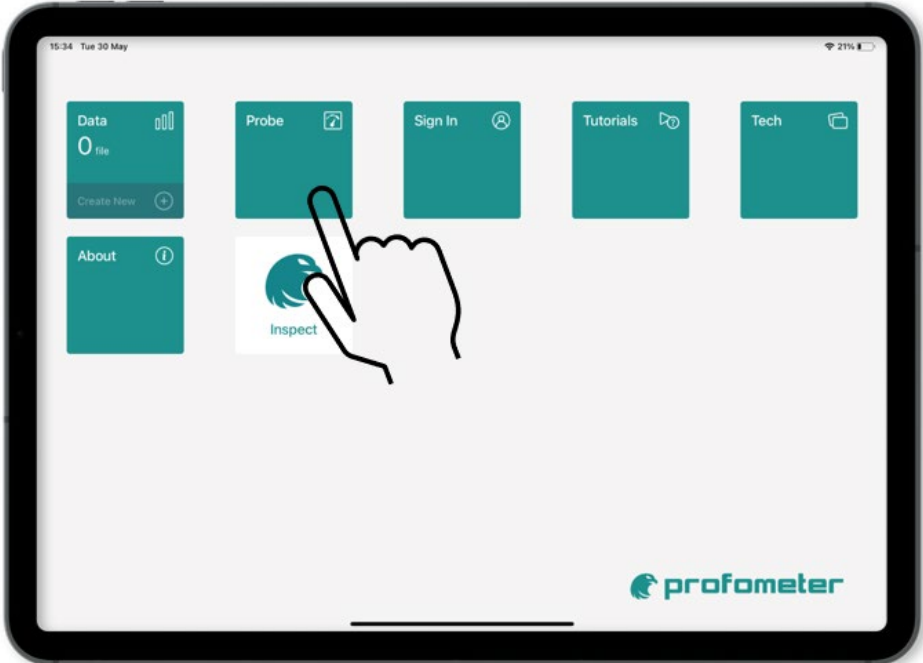 15:34 Tue 30 May
21%
Data
0 file
Create New
Probe
Sign In
Tutorials
Tech
About
Inspect
profometer